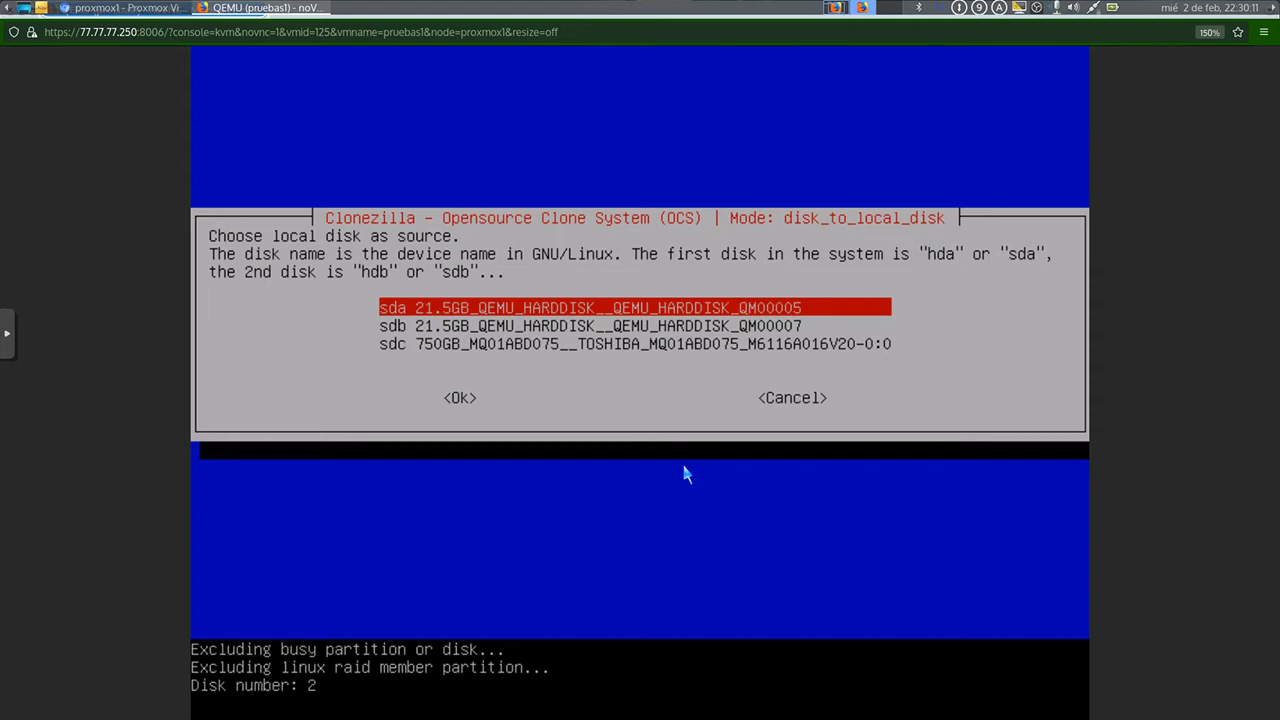 proxmox1 - Proxmox Vi...
QEMU (pruebas1) - noV...
mié 2 de feb, 22:30:11
https://77.77.77.250:8006/?console=kvm&novnc=1&vmid=125&vmname=pruebas1&node=proxmox1&resize=off
150%
Clonezilla - Opensource Clone System (OCS) | Mode: disk_to_local_disk
Choose local disk as source.
The disk name is the device name in GNU/Linux. The first disk in the system is "hda" or "sda",
the 2nd disk is "hdb" or "sdb"...
sda 21.5GB_QEMU_HARDDISK__QEMU_HARDDISK_QM00005
sdb 21.5GB_QEMU_HARDDISK__QEMU_HARDDISK_QM00007
sdc 750GB_MQ01ABD075__TOSHIBA_MQ01ABD075_M6116A016V20-0:0
<Ok> <Cancel>
Excluding busy partition or disk...
Excluding linux raid member partition...
Disk number: 2